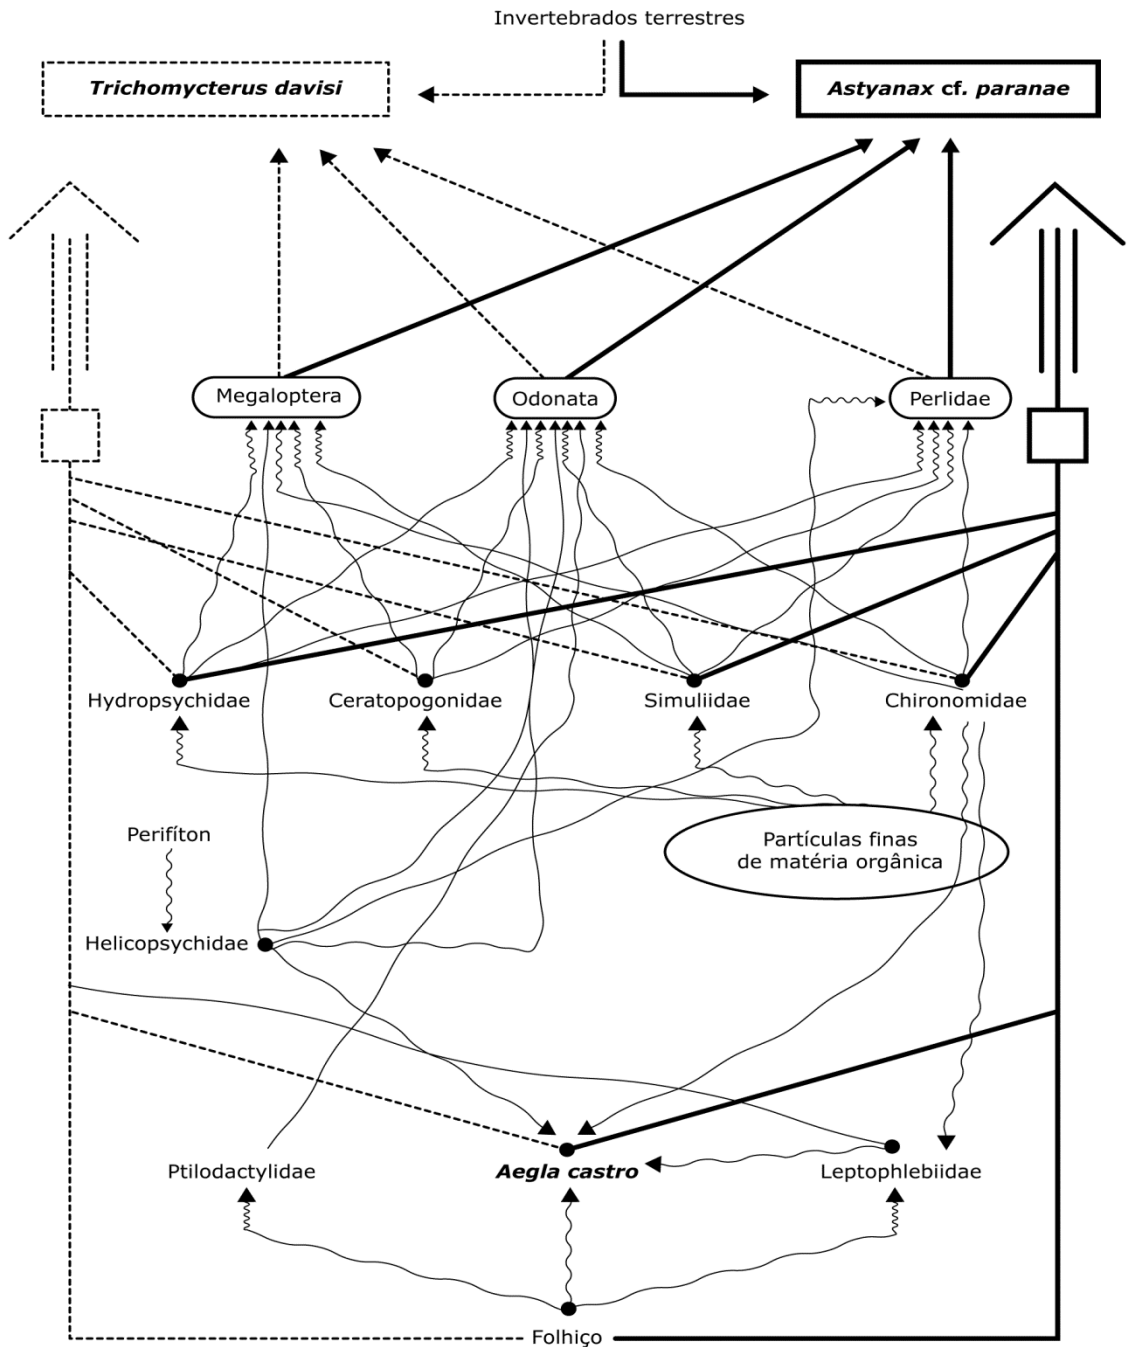 Invertebrados terrestres
Trichomycterus davisi
Astyanax cf. paranae
Megaloptera
Odonata
Perlidae
Hydropsychidae
Ceratopogonidae
Simuliidae
Chironomidae
Perifíton
Partículas finas
de matéria orgânica
Helicopsychidae
Ptilodactylidae
Aegla castro
Leptophlebiidae
Folhiço